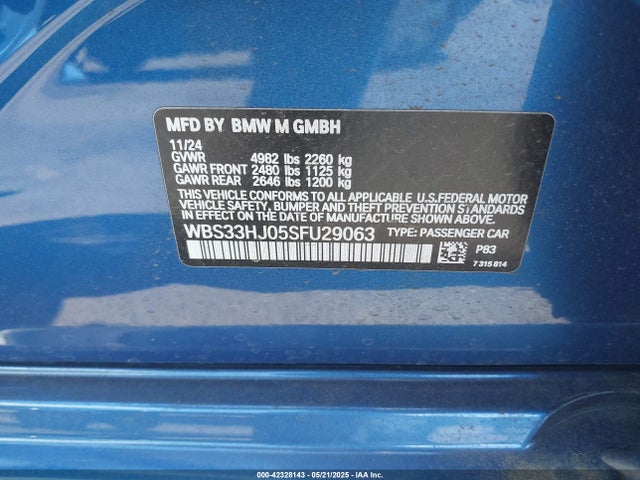 MFD BY BMW M GMBH
11/24
GVWR 4982 lbs 2260 kg
GAWR FRONT 2480 lbs 1125 kg
GAWR REAR 2646 lbs 1200 kg
THIS VEHICLE CONFORMS TO ALL APPLICABLE U.S.FEDERAL MOTOR
VEHICLE SAFETY, BUMPER AND THEFT PREVENTION STANDARDS
IN EFFECT ON THE DATE OF MANUFACTURE SHOWN ABOVE.
WBS33HJ05SFU29063 TYPE: PASSENGER CAR
P83
7 315 814
000-42328143 - 05/21/2025 - IAA Inc.